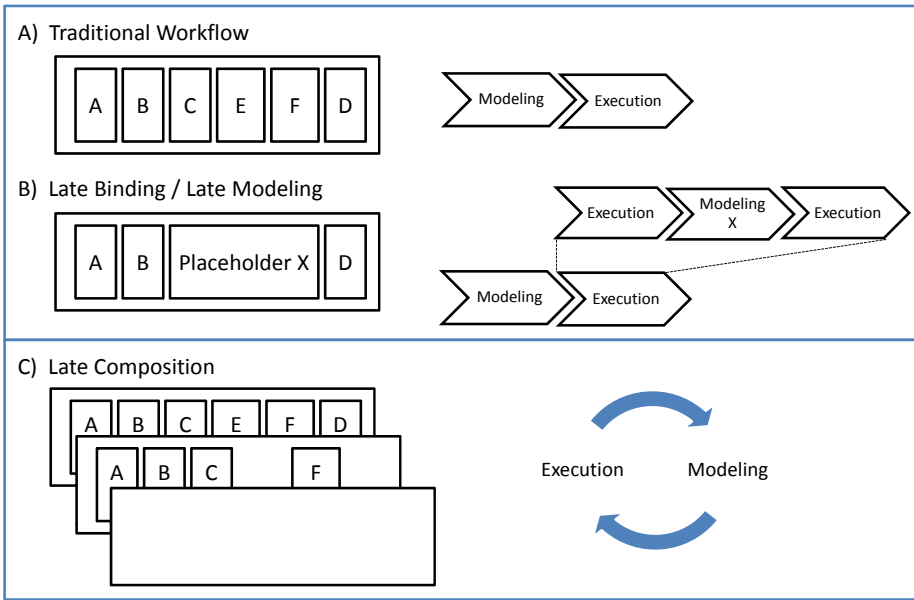 A) Traditional Workflow
A B C E F D
Modeling Execution
B) Late Binding / Late Modeling
Execution Modeling X Execution
A B Placeholder X D
Modeling Execution
C) Late Composition
A B C E F D
A B C F
Execution Modeling